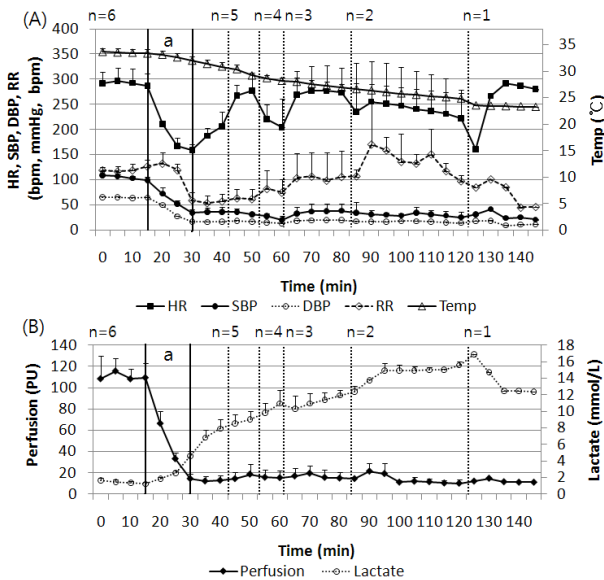 (A) n=6 n=5 n=4 n=3 n=2 n=1
a
HR, SBP, DBP, RR
(bpm, mmHg, bpm)
400
350
300
250
200
150
100
50
0
35
30
25
20
15
10
5
0
Temp (℃)
0 10 20 30 40 50 60 70 80 90 100 110 120 130 140
Time (min)
HR SBP DBP RR Temp
(B) n=6 n=5 n=4 n=3 n=2 n=1
a
Perfusion (PU)
140
120
100
80
60
40
20
0
18
16
14
12
10
8
6
4
2
0
Lactate (mmol/L)
0 10 20 30 40 50 60 70 80 90 100 110 120 130 140
Time (min)
Perfusion Lactate